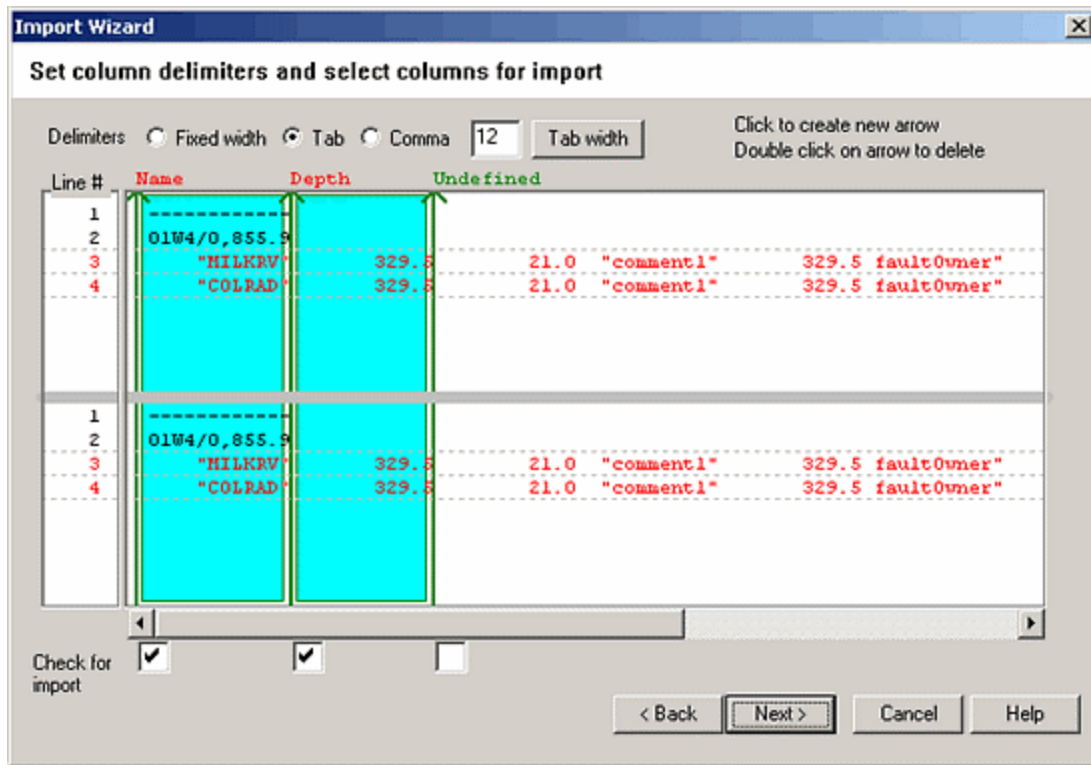 Import Wizard
Set column delimiters and select columns for import
Delimiters Fixed width Tab Comma 12 Tab width
Click to create new arrow
Double click on arrow to delete
Line # Name Depth Undefined
1 ------------
2 01W4/0,855.9
3 "MILKRV" 329.5 21.0 "comment1" 329.5 faultOwner"
4 "COLRAD" 329.5 21.0 "comment1" 329.5 faultOwner"
1 ------------
2 01W4/0,855.9
3 "MILKRV" 329.5 21.0 "comment1" 329.5 faultOwner"
4 "COLRAD" 329.5 21.0 "comment1" 329.5 faultOwner"
Check for
import
< Back Next > Cancel Help